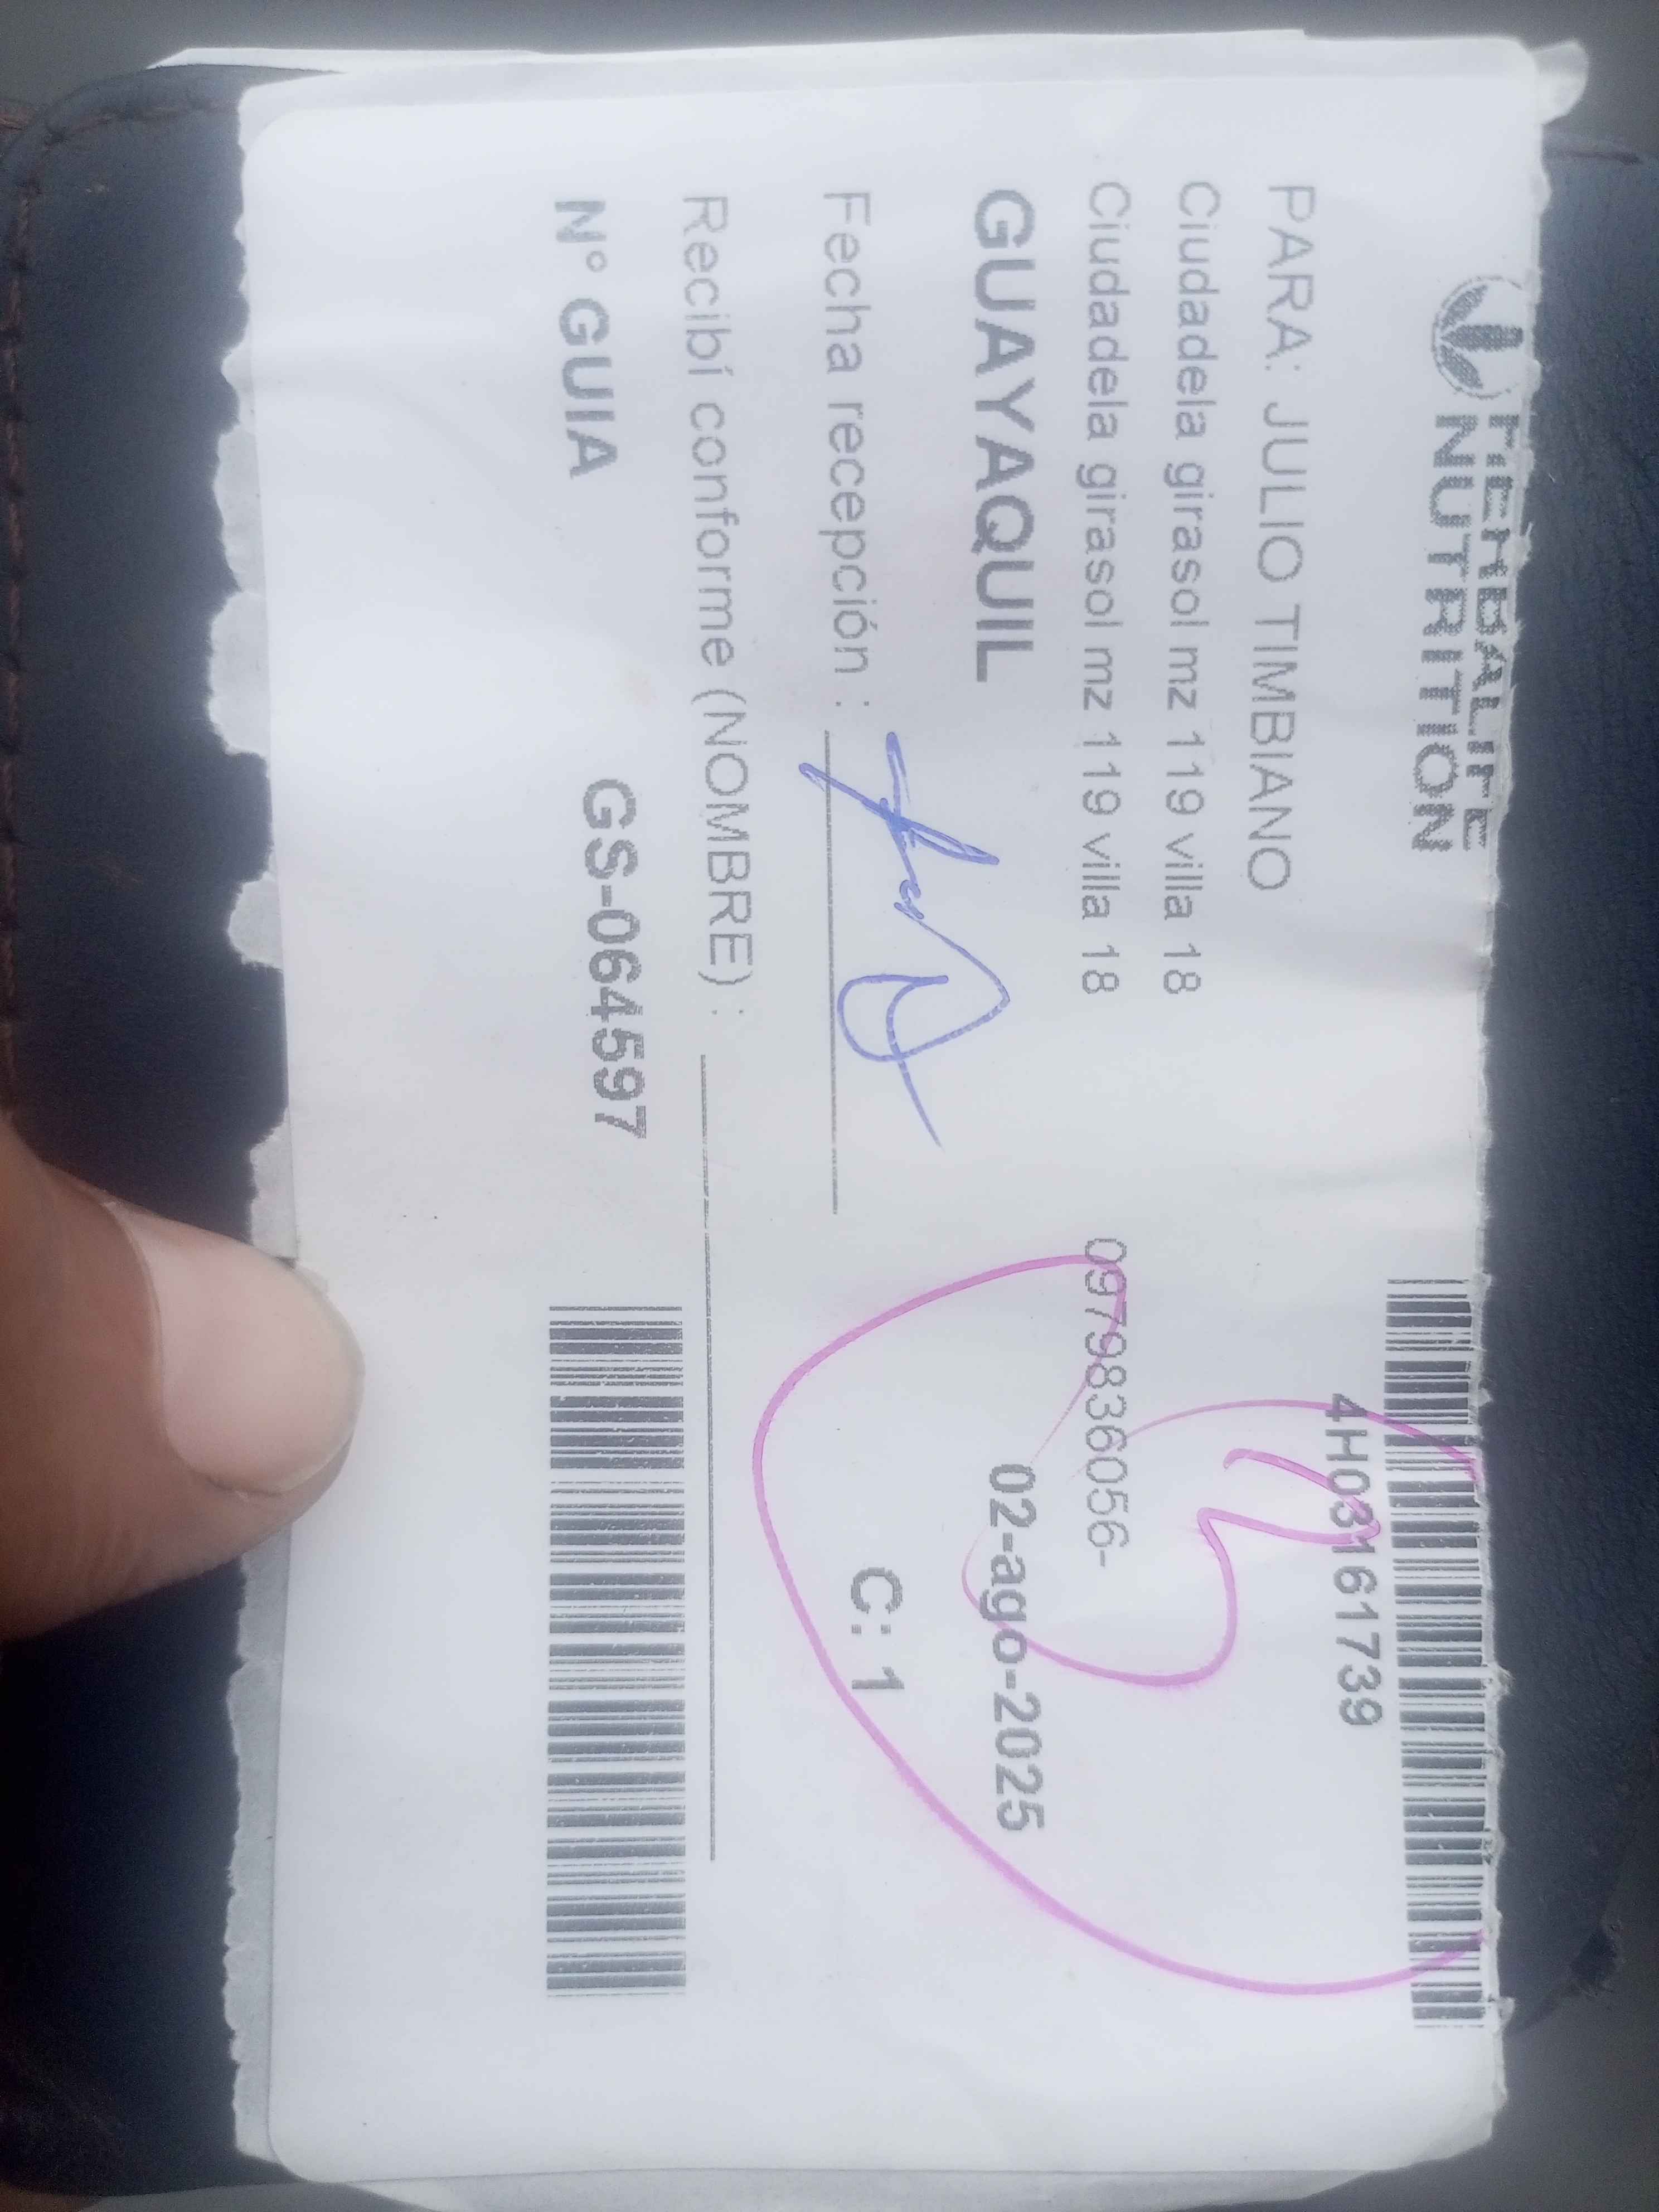 HERBALIFE
NUTRITION
4H03161739
PARA: JULIO TIMBIANO
Ciudadela girasol mz 119 villa 18
Ciudadela girasol mz 119 villa 18
0979836056-
GUAYAQUIL
02-ago-2025
Fecha recepción :
C: 1
Recibí conforme (NOMBRE) :
N° GUIA
GS-064597